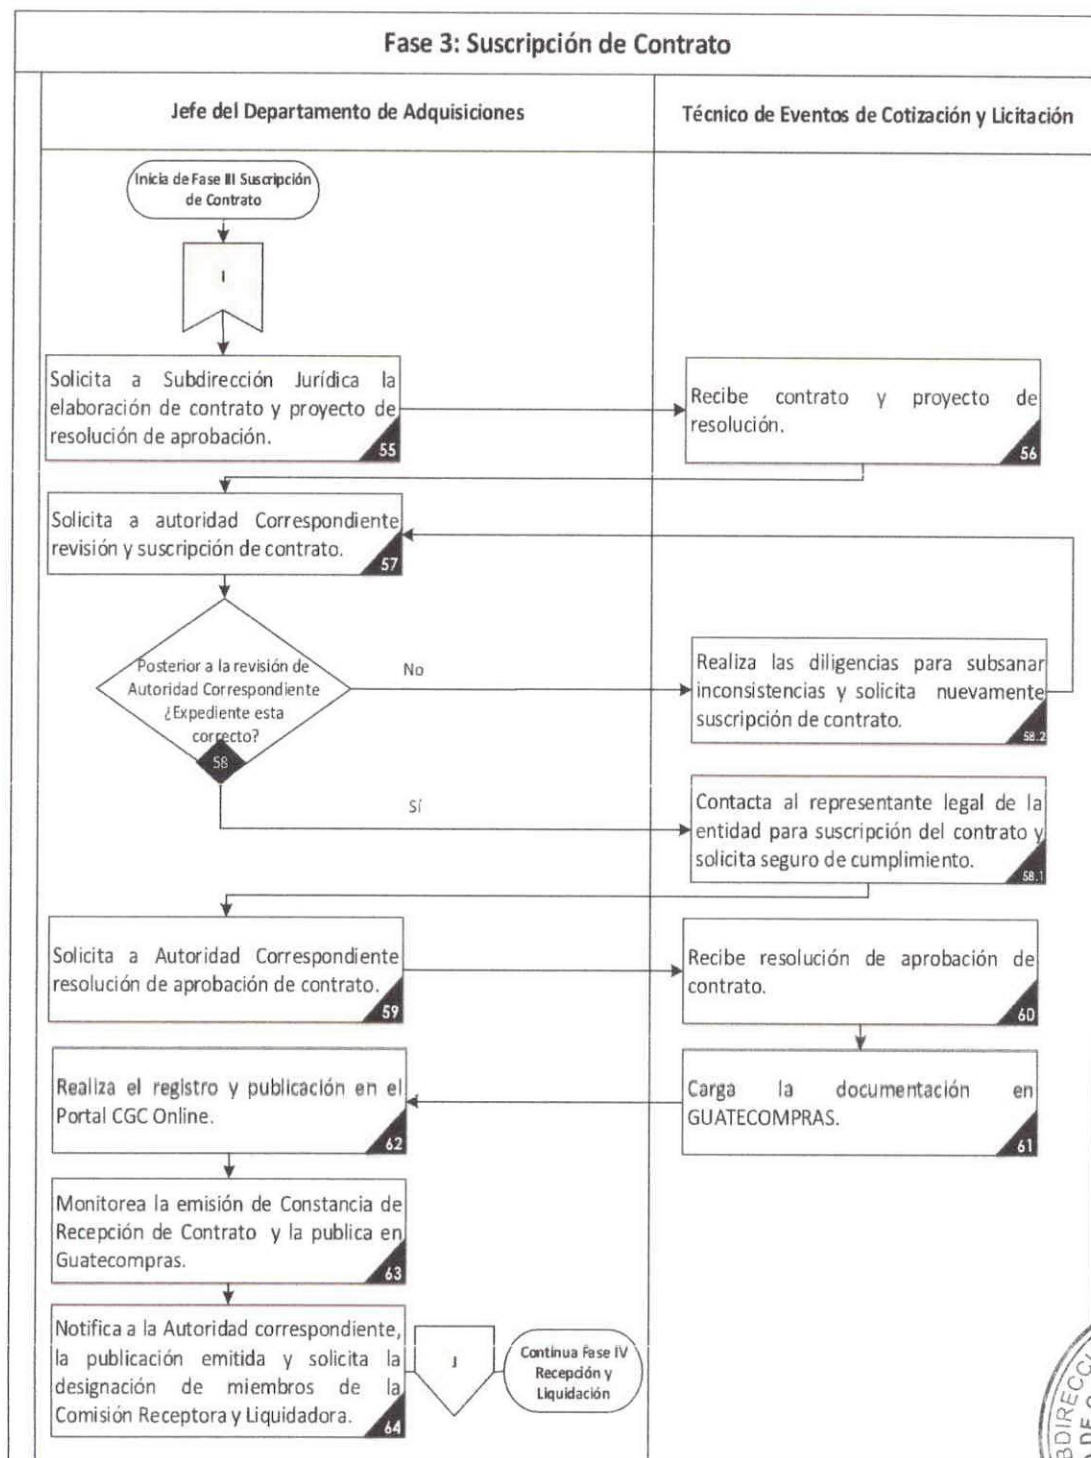 Fase 3: Suscripción de Contrato
Jefe del Departamento de Adquisiciones
Técnico de Eventos de Cotización y Licitación
Inicia de Fase III Suscripción
de Contrato
I
Solicita a Subdirección Jurídica la
elaboración de contrato y proyecto de
resolución de aprobación.
55
Recibe contrato y proyecto de
resolución.
56
Solicita a autoridad Correspondiente
revisión y suscripción de contrato.
57
Posterior a la revisión de
Autoridad Correspondiente
¿Expediente esta
correcto?
58
No
Realiza las diligencias para subsanar
inconsistencias y solicita nuevamente
suscripción de contrato.
58.2
Sí
Contacta al representante legal de la
entidad para suscripción del contrato y
solicita seguro de cumplimiento.
58.1
Solicita a Autoridad Correspondiente
resolución de aprobación de contrato.
59
Recibe resolución de aprobación de
contrato.
60
Carga la documentación en
GUATECOMPRAS.
61
Realiza el registro y publicación en el
Portal CGC Online.
62
Monitorea la emisión de Constancia de
Recepción de Contrato y la publica en
Guatecompras.
63
Notifica a la Autoridad correspondiente,
la publicación emitida y solicita la
designación de miembros de la
Comisión Receptora y Liquidadora.
64
J
Continua Fase IV
Recepción y
Liquidación